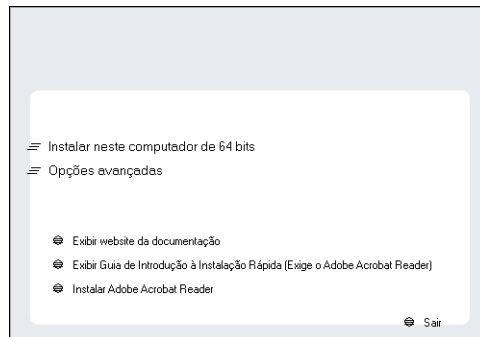 Instalar neste computador de 64 bits
Opções avançadas
Exibir website da documentação
Exibir Guia de Introdução à Instalação Rápida (Exige o Adobe Acrobat Reader)
Instalar Adobe Acrobat Reader
Sair